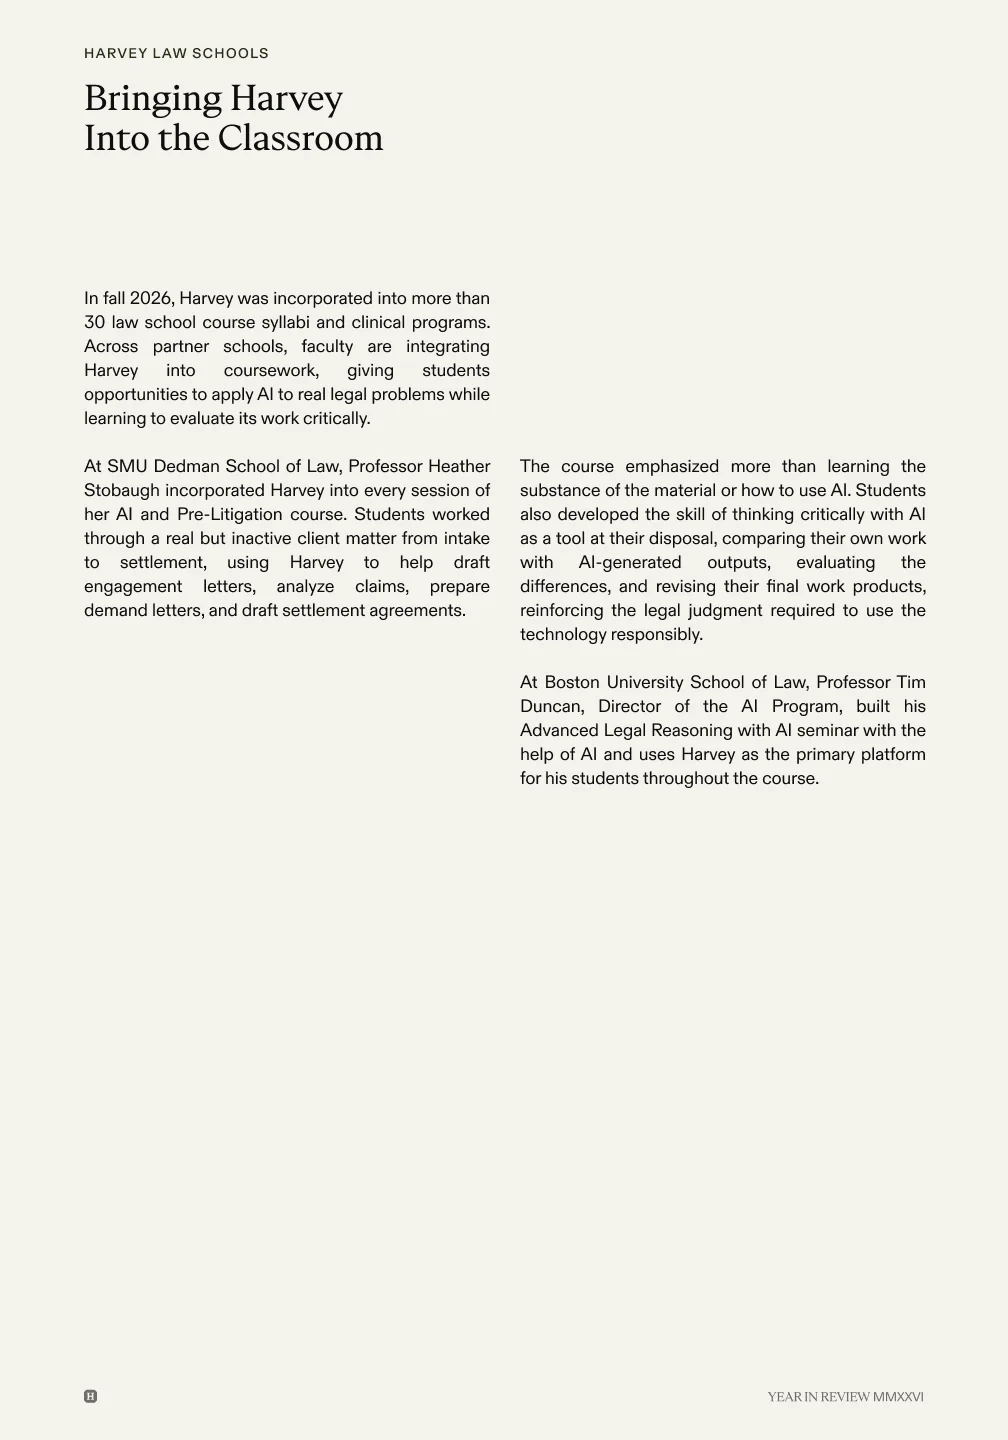 HARVEY LAW SCHOOLS
Bringing Harvey
Into the Classroom
In fall 2026, Harvey was incorporated into more than
30 law school course syllabi and clinical programs.
Across partner schools, faculty are integrating
Harvey into coursework, giving students
opportunities to apply AI to real legal problems while
learning to evaluate its work critically.
At SMU Dedman School of Law, Professor Heather
Stobaugh incorporated Harvey into every session of
her AI and Pre-Litigation course. Students worked
through a real but inactive client matter from intake
to settlement, using Harvey to help draft
engagement letters, analyze claims, prepare
demand letters, and draft settlement agreements.
The course emphasized more than learning the
substance of the material or how to use AI. Students
also developed the skill of thinking critically with AI
as a tool at their disposal, comparing their own work
with AI-generated outputs, evaluating the
differences, and revising their final work products,
reinforcing the legal judgment required to use the
technology responsibly.
At Boston University School of Law, Professor Tim
Duncan, Director of the AI Program, built his
Advanced Legal Reasoning with AI seminar with the
help of AI and uses Harvey as the primary platform
for his students throughout the course.
H
YEAR IN REVIEW MMXXVI